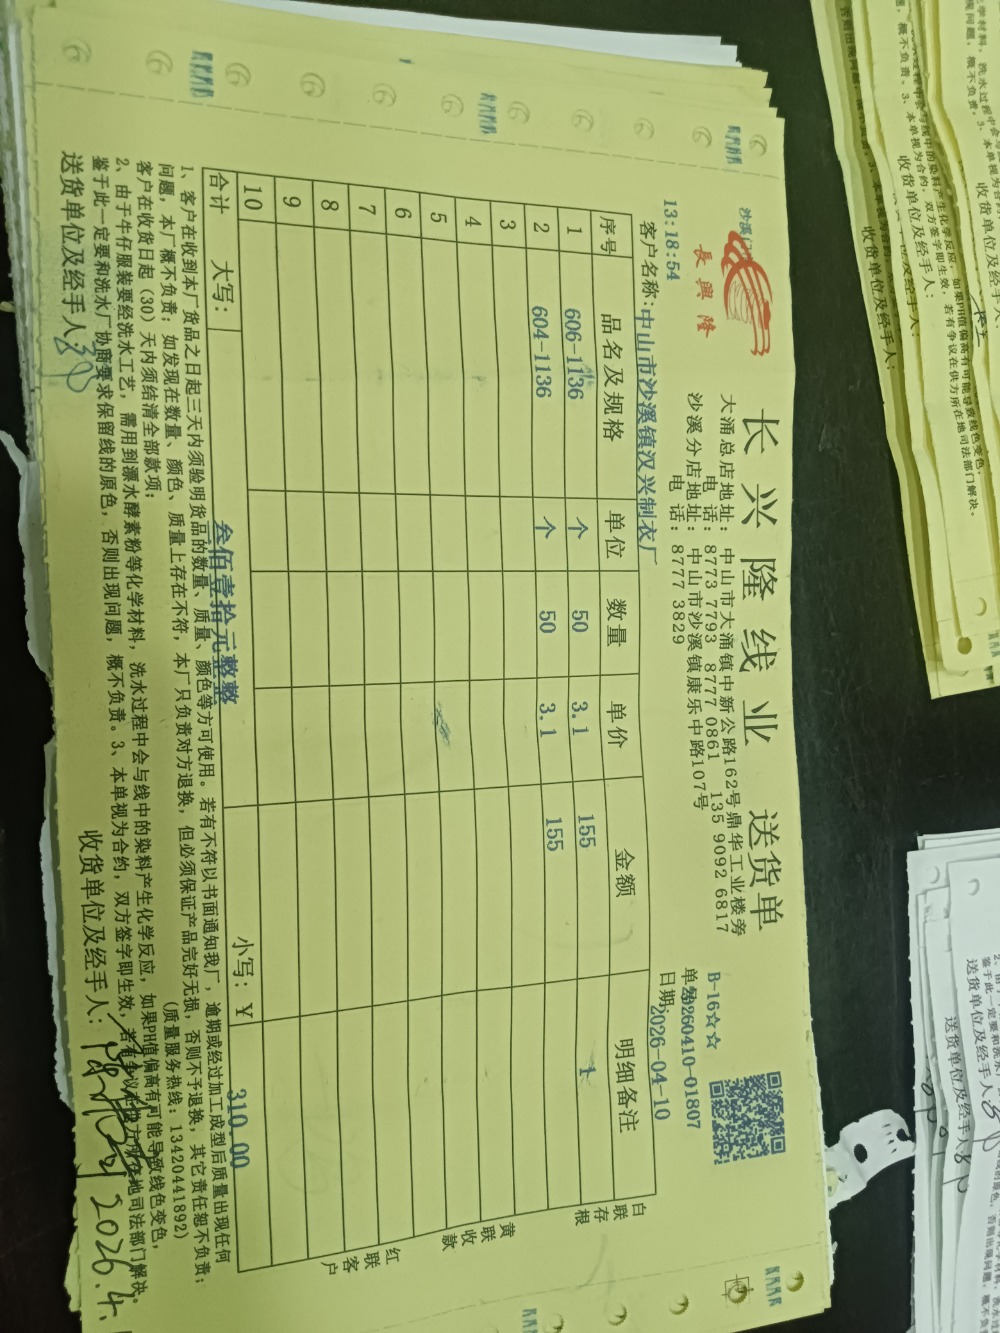 长兴隆线业 送货单
沙溪门
長興隆
大涌总店地址: 中山市大涌镇中新公路162号鼎华工业楼旁
电 话: 8773 7793 8777 0861 135 9092 6817
沙溪分店地址: 中山市沙溪镇康乐中路107号
电 话: 8777 3829
B-16☆☆
单号:20260410-01807
日期:2026-04-10
13:18:54
客户名称:中山市沙溪镇汉兴制衣厂
序号 品名及规格 单位 数量 单价 金额 明细备注
1 606-1136 个 50 3.1 155 1
2 604-1136 个 50 3.1 155
3
4
5
6
7
8
9
10
合计 大写: 叁佰壹拾元整整 小写: ¥ 310.00
白联存根
黄联收款
红联客户
1、客户在收到本厂货品之日起三天内须验明货品的数量、质量、颜色等方可使用。若有不符以书面通知我厂,逾期或经过加工成型后质量出现任何
问题,本厂概不负责;如发现在数量、颜色、质量上存在不符,本厂只负责对方退换,但必须保证产品完好无损,否则不予退换,其它责任恕不负责;
客户在收货日起(30)天内须结清全部款项; (质量服务热线:13420441892)
2、由于牛仔服装要经洗水工艺,需用到漂水酵素粉等化学材料,洗水过程中会与线中的染料产生化学反应,如果PH值偏高有可能导致线色变色,
鉴于此一定要和洗水厂协商要求保留线的原色,否则出现问题,概不负责。3、本单视为合约,双方签字即生效,若有争议在供方所在地司法部门解决。
送货单位及经手人: 收货单位及经手人: 2026.4.